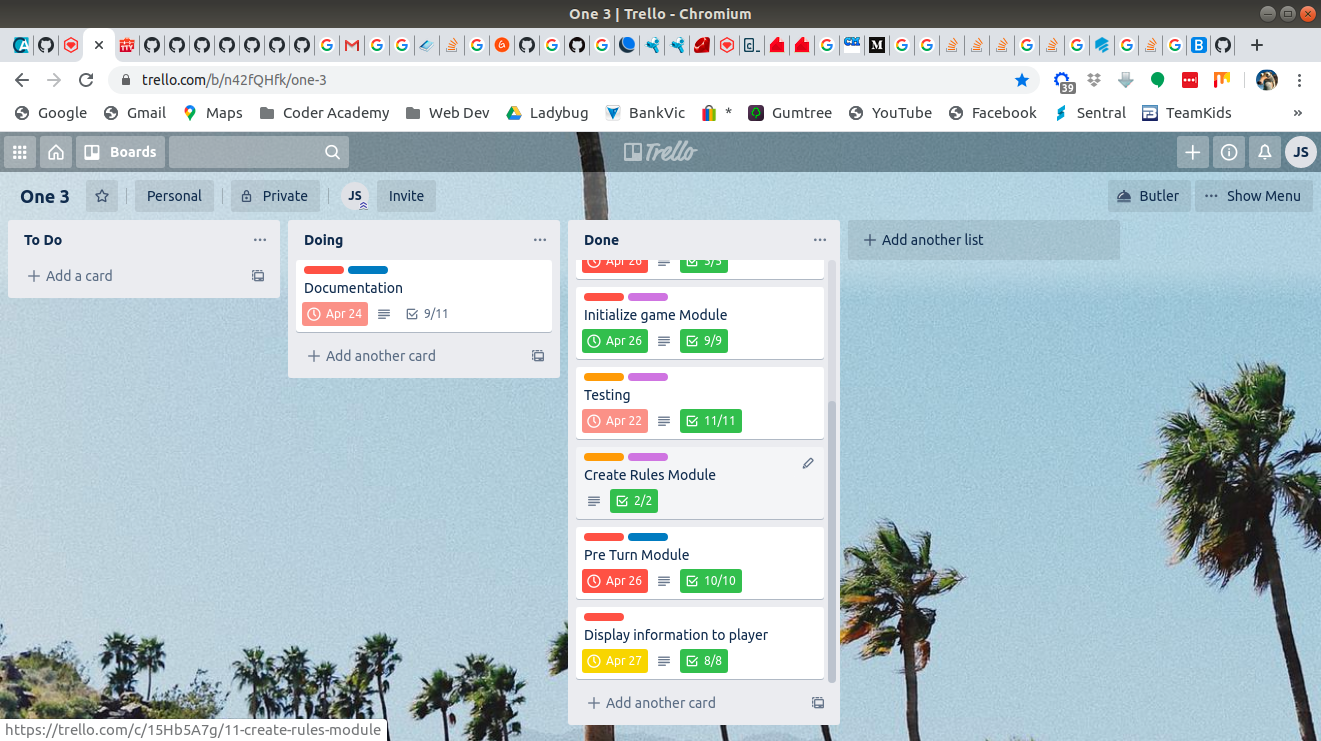 One 3 | Trello - Chromium
trello.com/b/n42fQHfk/one-3
39
Google Gmail Maps Coder Academy Web Dev Ladybug BankVic * Gumtree YouTube Facebook Sentral TeamKids »
Boards Trello JS
One 3 Personal Private JS Invite Butler ... Show Menu
To Do ...
+ Add a card
Doing ...
Documentation
Apr 24 9/11
+ Add another card
Done ...
Apr 26 5/5
Initialize game Module
Apr 26 9/9
Testing
Apr 22 11/11
Create Rules Module
2/2
Pre Turn Module
Apr 26 10/10
Display information to player
Apr 27 8/8
+ Add another card
+ Add another list
https://trello.com/c/15Hb5A7g/11-create-rules-module